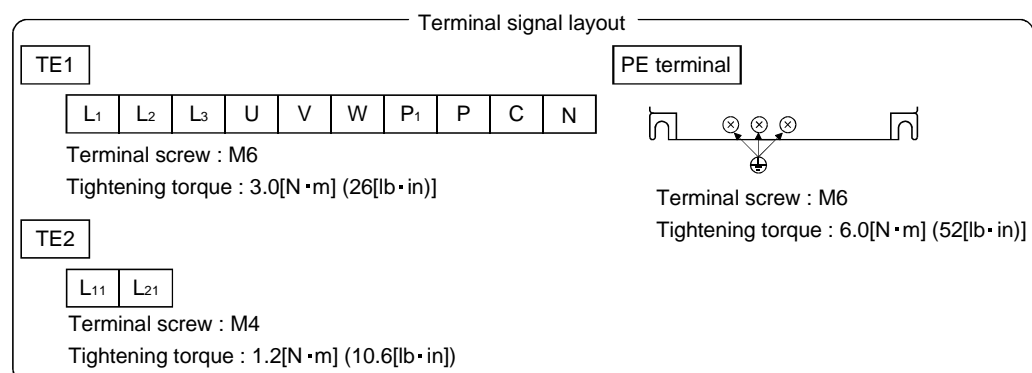 Terminal signal layout
TE1
L1 L2 L3 U V W P1 P C N
Terminal screw : M6
Tightening torque : 3.0[N・m] (26[lb・in)]
TE2
L11 L21
Terminal screw : M4
Tightening torque : 1.2[N・m] (10.6[lb・in])
PE terminal
Terminal screw : M6
Tightening torque : 6.0[N・m] (52[lb・in)]